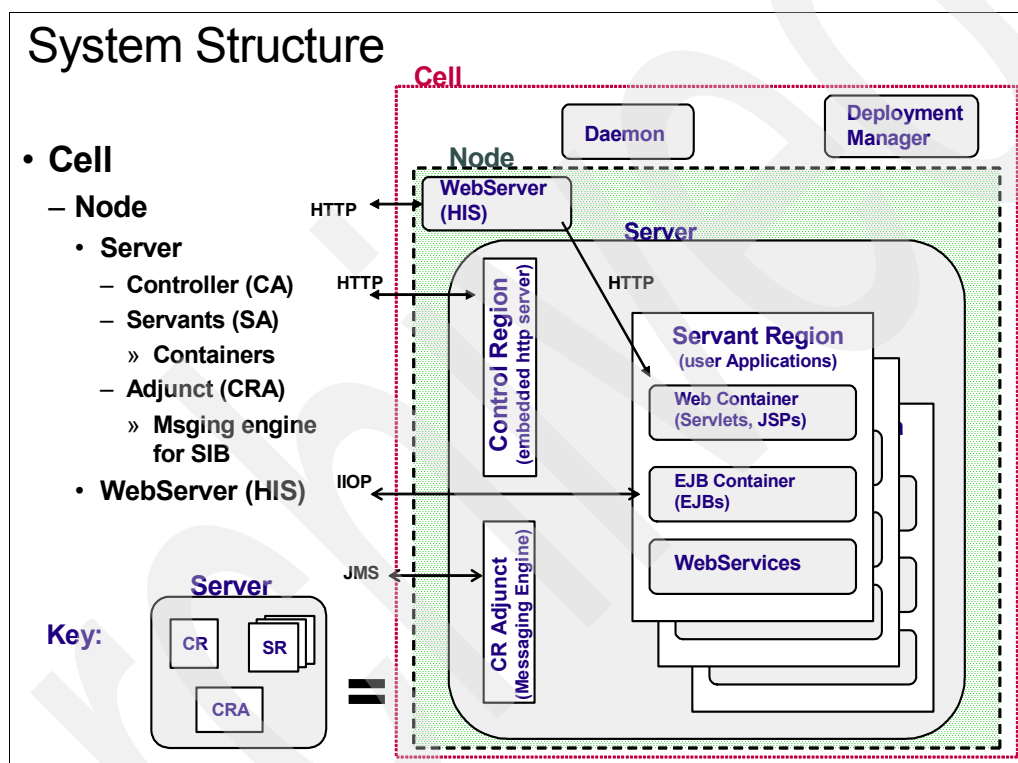 System Structure
• Cell
– Node
• Server
– Controller (CA)
– Servants (SA)
» Containers
– Adjunct (CRA)
» Msging engine
for SIB
• WebServer (HIS)
Key:
Server
CR
SR
CRA
=
Cell
Daemon
Deployment
Manager
Node
HTTP
WebServer
(HIS)
Server
HTTP
HTTP
Control Region
(embedded http server)
Servant Region
(user Applications)
Web Container
(Servlets, JSPs)
IIOP
EJB Container
(EJBs)
WebServices
JMS
CR Adjunct
(Messaging Engine)